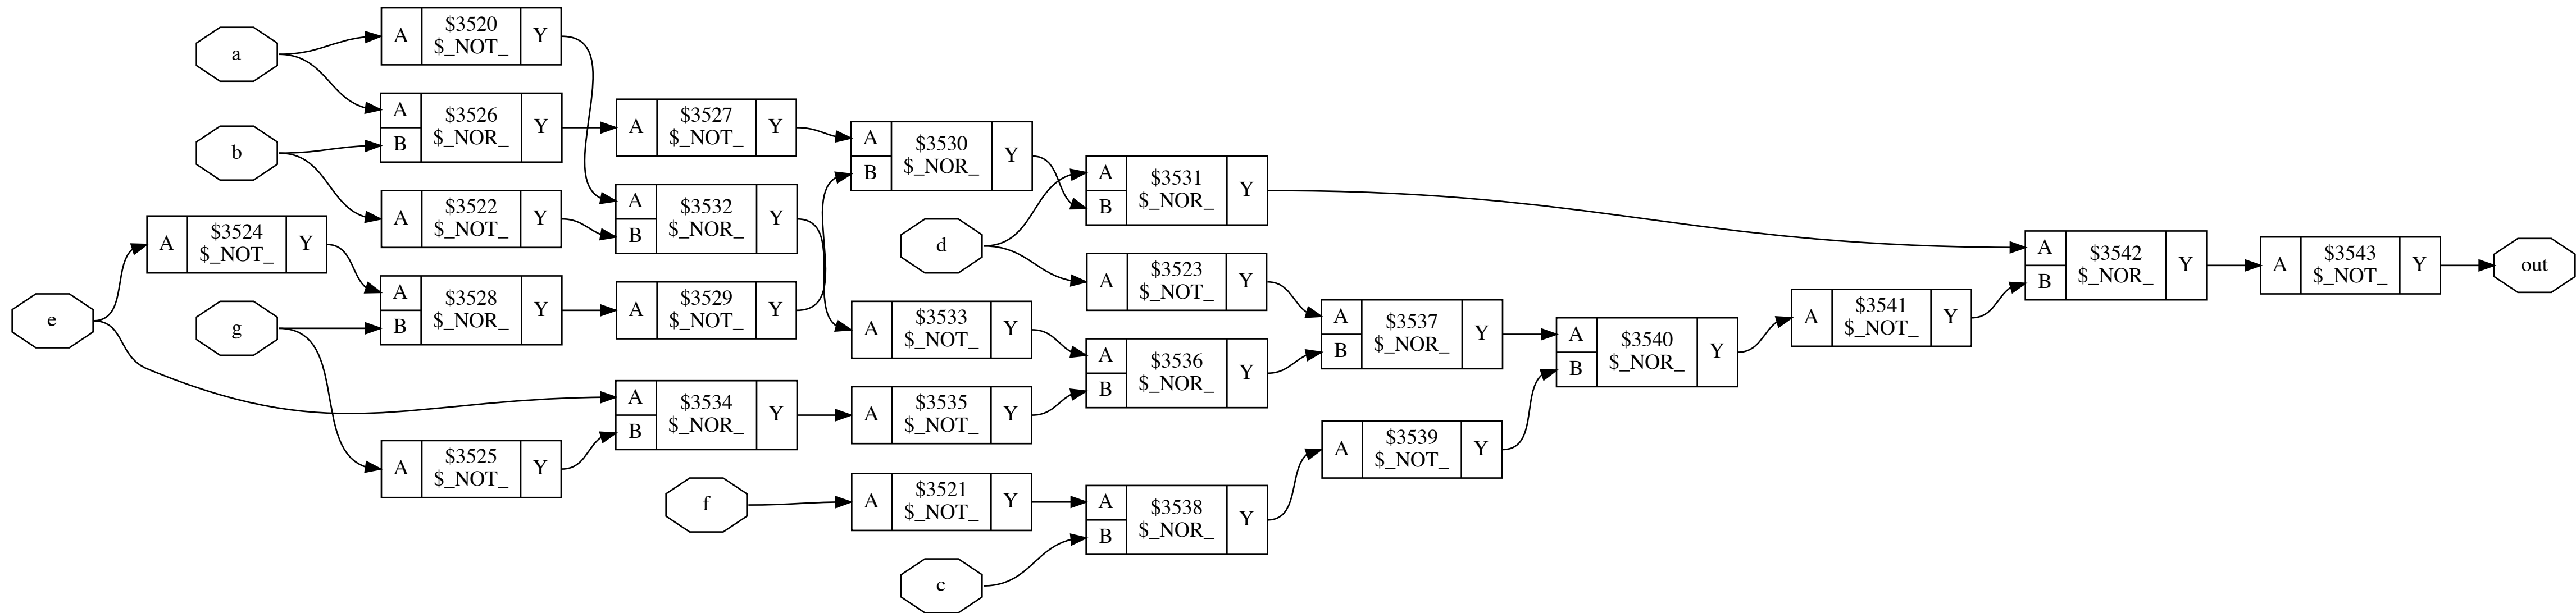 a
b
e
g
f
c
d
A
$3520
$_NOT_
Y
A
B
$3526
$_NOR_
Y
A
$3522
$_NOT_
Y
A
$3524
$_NOT_
Y
A
B
$3528
$_NOR_
Y
A
$3525
$_NOT_
Y
A
$3527
$_NOT_
Y
A
B
$3532
$_NOR_
Y
A
$3529
$_NOT_
Y
A
B
$3534
$_NOR_
Y
A
B
$3530
$_NOR_
Y
A
$3533
$_NOT_
Y
A
$3535
$_NOT_
Y
A
$3521
$_NOT_
Y
A
B
$3531
$_NOR_
Y
A
$3523
$_NOT_
Y
A
B
$3536
$_NOR_
Y
A
B
$3538
$_NOR_
Y
A
B
$3537
$_NOR_
Y
A
$3539
$_NOT_
Y
A
B
$3540
$_NOR_
Y
A
$3541
$_NOT_
Y
A
B
$3542
$_NOR_
Y
A
$3543
$_NOT_
Y
out